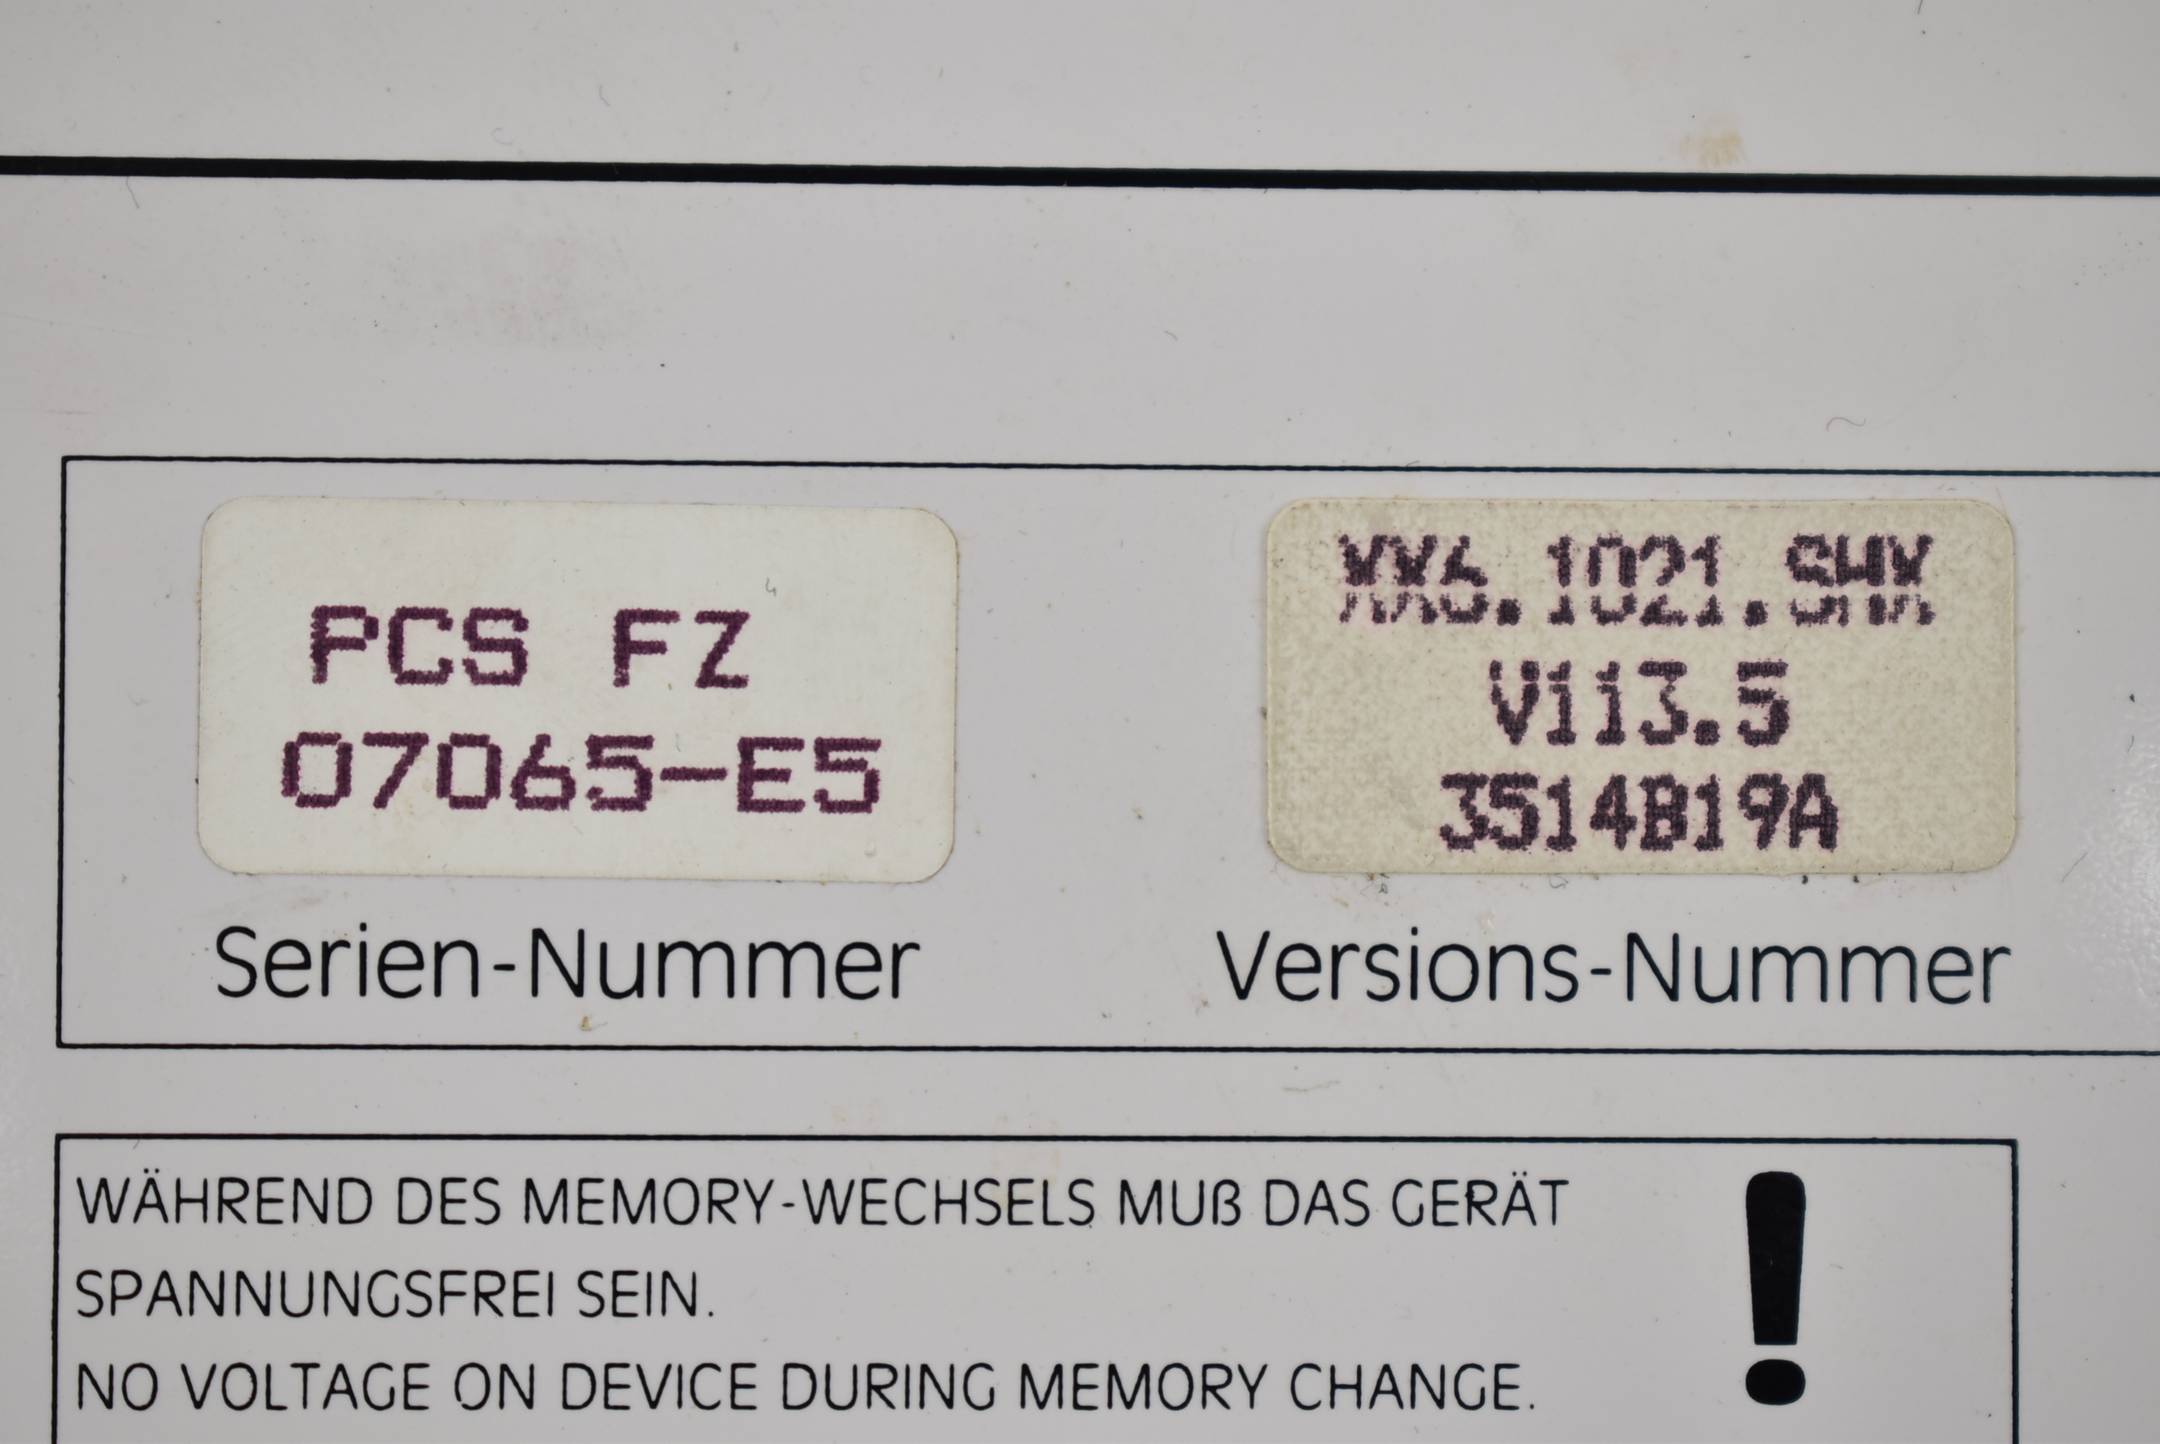 PCS FZ
07065-E5
Serien-Nummer
XX6.1021.SHX
V113.5
3514B19A
Versions-Nummer
WÄHREND DES MEMORY-WECHSELS MUß DAS GERÄT
SPANNUNGSFREI SEIN.
NO VOLTAGE ON DEVICE DURING MEMORY CHANGE.
!